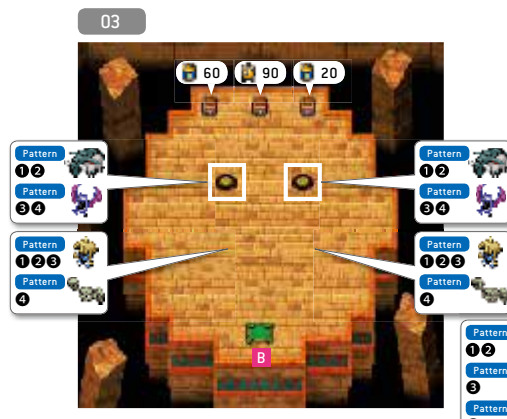 03
60 90 20
Pattern
❶❷
Pattern
❸❹
Pattern
❶❷
Pattern
❸❹
Pattern
❶❷❸
Pattern
❹
Pattern
❶❷❸
Pattern
❹
B
Pattern
❶❷
Pattern
❸
Pattern